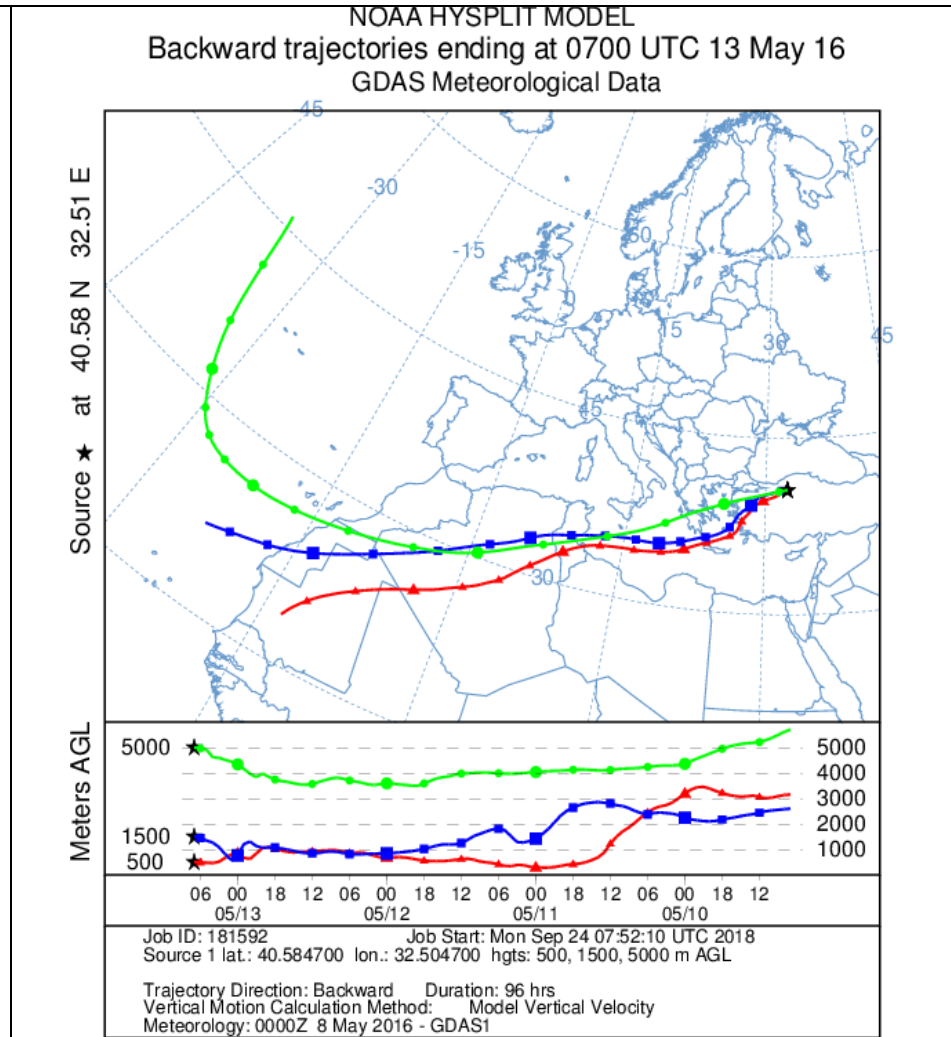 NOAA HYSPLIT MODEL
Backward trajectories ending at 0700 UTC 13 May 16
GDAS Meteorological Data
Source ★ at 40.58 N 32.51 E
45
-30
-15
0
60
15
30
45
45
30
Meters AGL
5000
1500
500
5000
4000
3000
2000
1000
06 00 18 12 06 00 18 12 06 00 18 12 06 00 18 12
05/13 05/12 05/11 05/10
Job ID: 181592 Job Start: Mon Sep 24 07:52:10 UTC 2018
Source 1 lat.: 40.584700 lon.: 32.504700 hgts: 500, 1500, 5000 m AGL
Trajectory Direction: Backward Duration: 96 hrs
Vertical Motion Calculation Method: Model Vertical Velocity
Meteorology: 0000Z 8 May 2016 - GDAS1